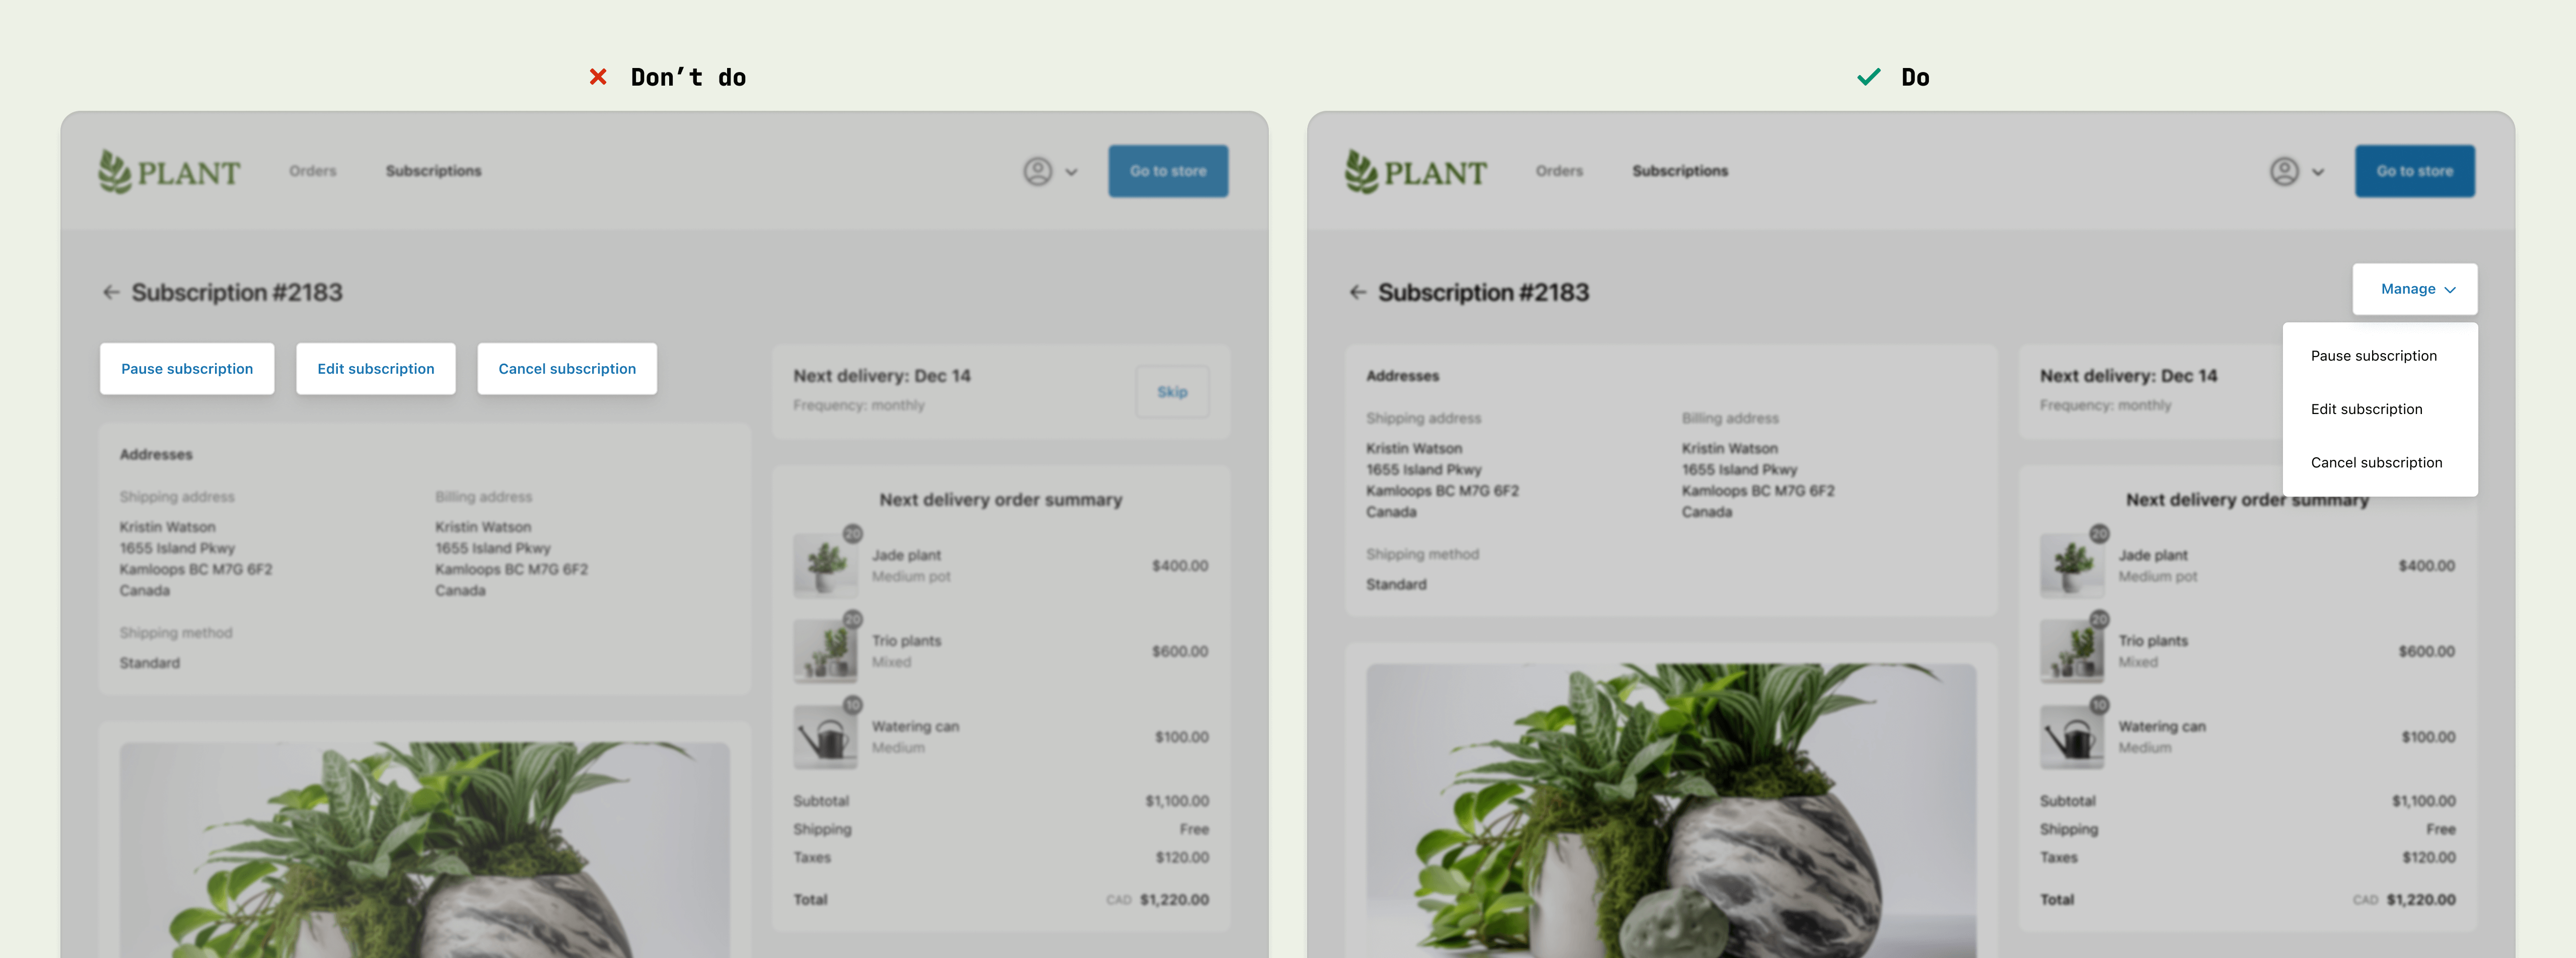 Don't do
PLANT
Orders
Subscriptions
Go to store
Subscription #2183
Pause subscription
Edit subscription
Cancel subscription
Addresses
Shipping address
Billing address
Kristin Watson
Kristin Watson
1655 Island Pkwy
1655 Island Pkwy
Kamloops BC M7G 6F2
Kamloops BC M7G 6F2
Canada
Canada
Shipping method
Standard
Next delivery: Dec 14
Frequency: monthly
Skip
Next delivery order summary
20
Jade plant
Medium pot
$400.00
20
Trio plants
Mixed
$600.00
10
Watering can
Medium
$100.00
Subtotal
$1,100.00
Shipping
Free
Taxes
$120.00
Total
CAD $1,220.00
Do
PLANT
Orders
Subscriptions
Go to store
Subscription #2183
Manage
Pause subscription
Edit subscription
Cancel subscription
Addresses
Shipping address
Billing address
Kristin Watson
Kristin Watson
1655 Island Pkwy
1655 Island Pkwy
Kamloops BC M7G 6F2
Kamloops BC M7G 6F2
Canada
Canada
Shipping method
Standard
Next delivery: Dec 14
Frequency: monthly
Next delivery order summary
20
Jade plant
Medium pot
$400.00
20
Trio plants
Mixed
$600.00
10
Watering can
Medium
$100.00
Subtotal
$1,100.00
Shipping
Free
Taxes
$120.00
Total
CAD $1,220.00